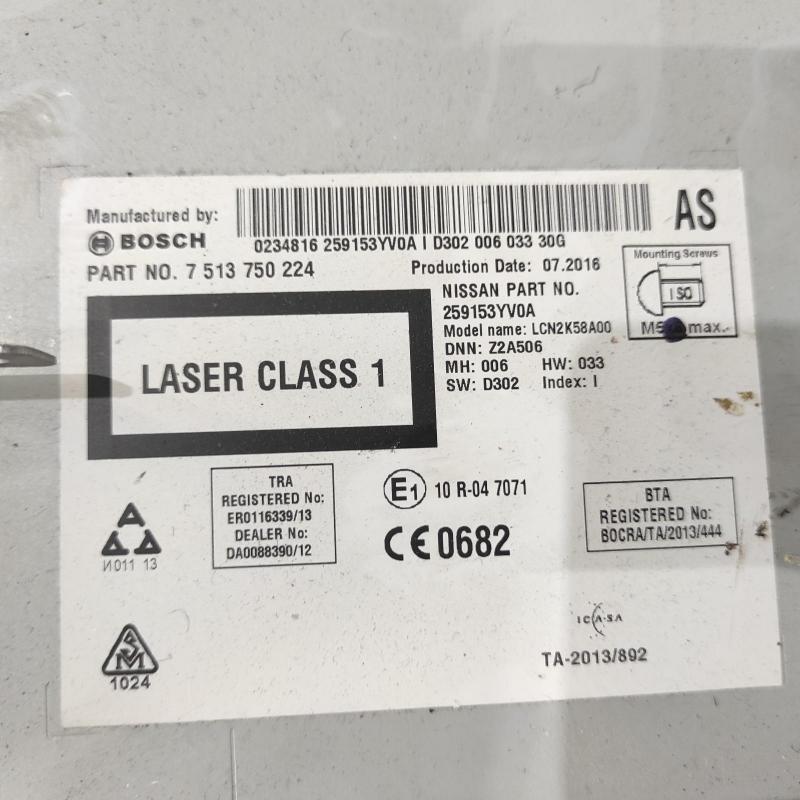 Manufactured by:
BOSCH
AS
0234816 259153YV0A I D302 006 033 30G
PART NO. 7 513 750 224
Production Date: 07.2016
NISSAN PART NO.
259153YV0A
Model name: LCN2K58A00
DNN: Z2A506
MH: 006 HW: 033
SW: D302 Index: I
Mounting Screws
ISO
max.
LASER CLASS 1
TRA
REGISTERED No:
ER0116339/13
DEALER No:
DA0088390/12
E1 10 R-04 7071
CE 0682
BTA
REGISTERED No:
BOCRA/TA/2013/444
И011 13
SM
1024
ICASA
TA-2013/892